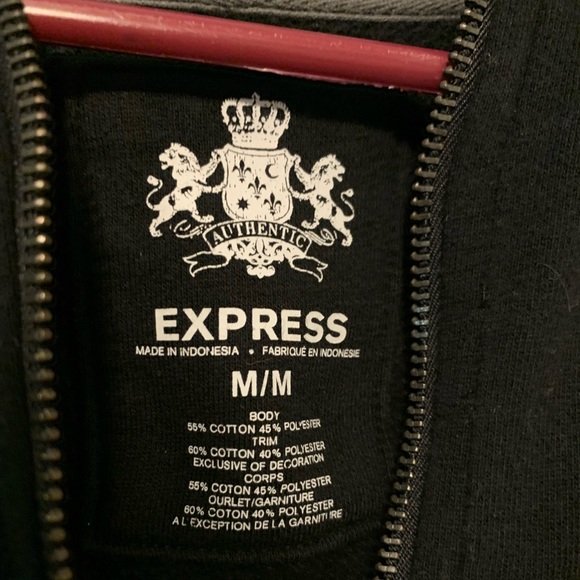 AUTHENTIC
EXPRESS
MADE IN INDONESIA • FABRIQUÉ EN INDONÉSIE
M/M
BODY
55% COTTON 45% POLYESTER
TRIM
60% COTTON 40% POLYESTER
EXCLUSIVE OF DECORATION
CORPS
55% COTON 45% POLYESTER
OURLET/GARNITURE
60% COTON 40% POLYESTER
A L EXCEPTION DE LA GARNITURE